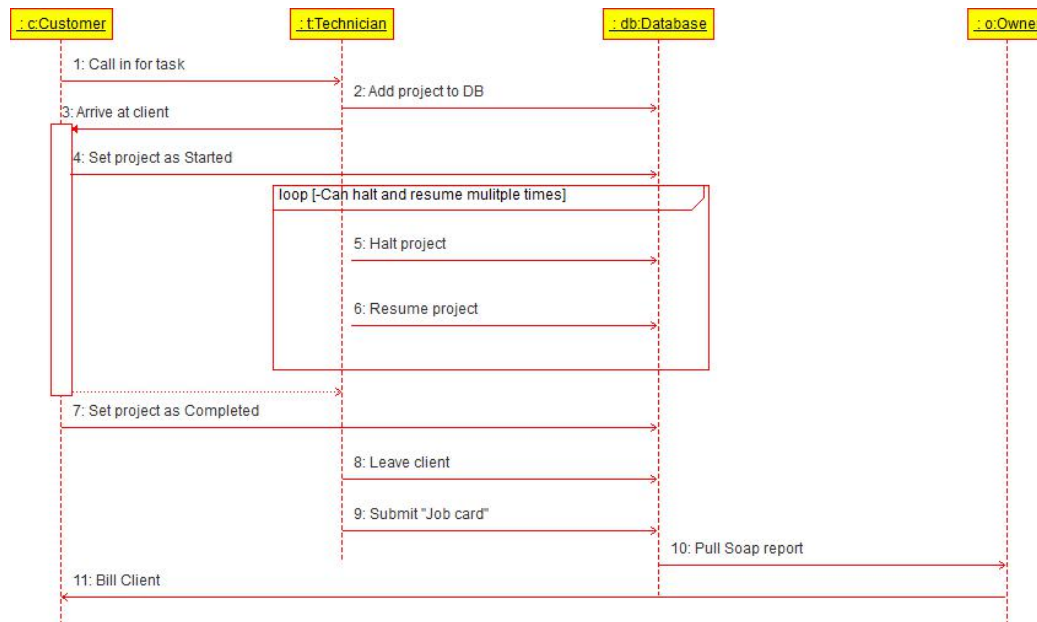 : c:Customer
: t:Technician
: db:Database
: o:Owner
1: Call in for task
2: Add project to DB
3: Arrive at client
4: Set project as Started
loop [-Can halt and resume mulitple times]
5: Halt project
6: Resume project
7: Set project as Completed
8: Leave client
9: Submit "Job card"
10: Pull Soap report
11: Bill Client